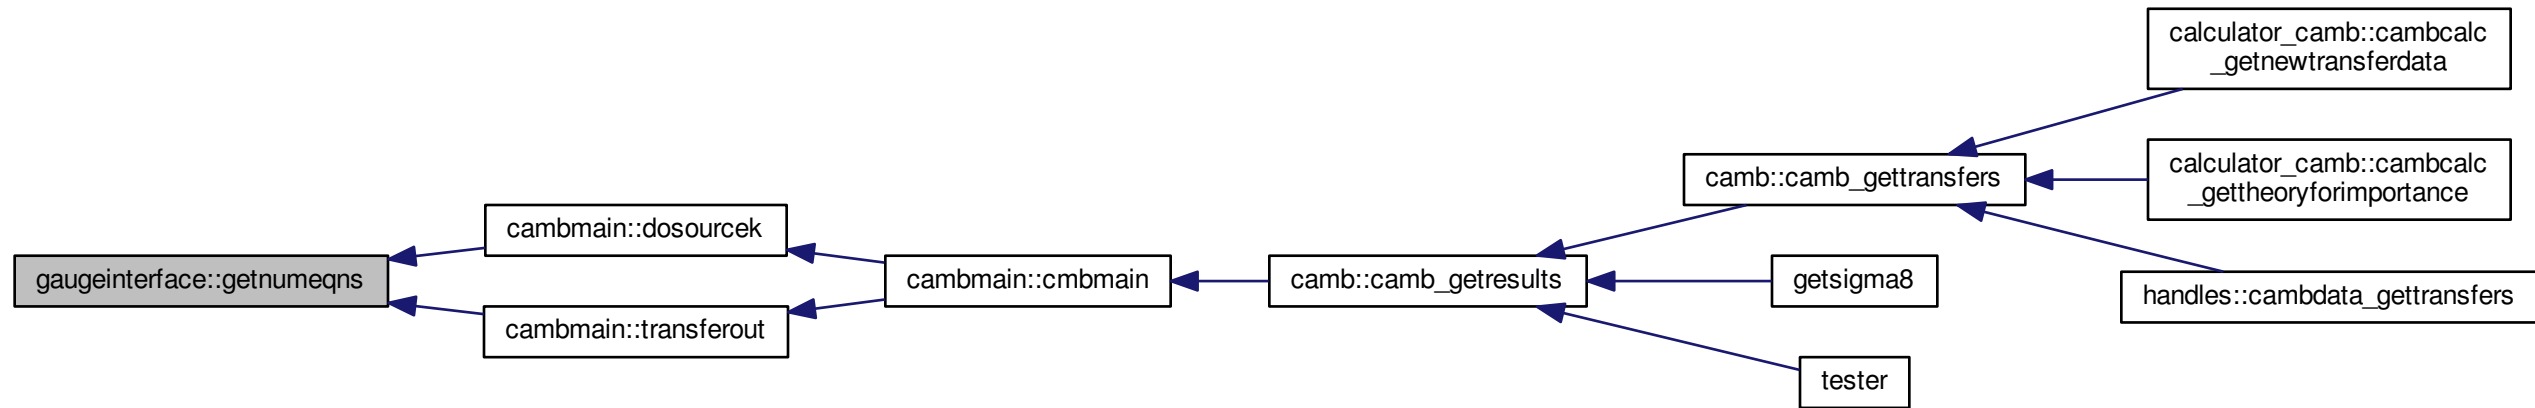 gaugeinterface::getnumeqns
cambmain::dosourcek
cambmain::transferout
cambmain::cmbmain
camb::camb_getresults
camb::camb_gettransfers
getsigma8
tester
calculator_camb::cambcalc
_getnewtransferdata
calculator_camb::cambcalc
_gettheoryforimportance
handles::cambdata_gettransfers